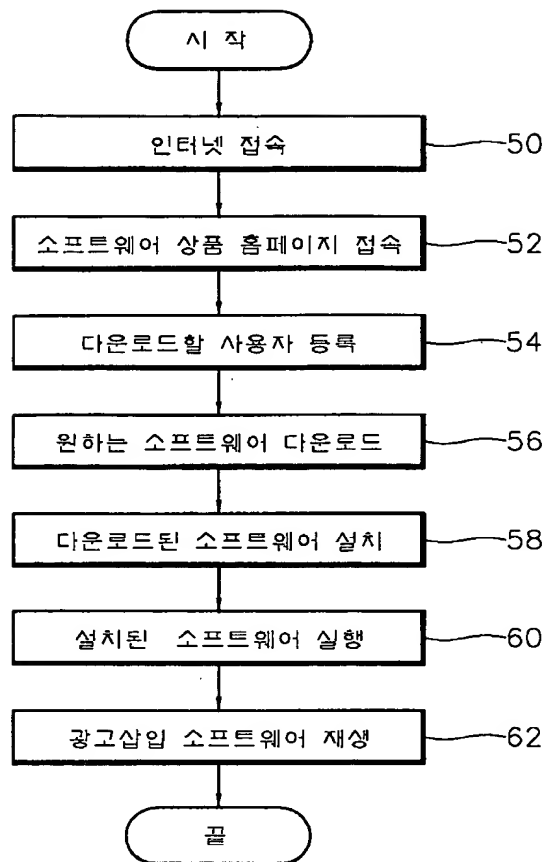 시 작
인터넷 접속
50
소프트웨어 상품 홈페이지 접속
52
다운로드할 사용자 등록
54
원하는 소프트웨어 다운로드
56
다운로드된 소프트웨어 설치
58
설치된 소프트웨어 실행
60
광고삽입 소프트웨어 재생
62
끝